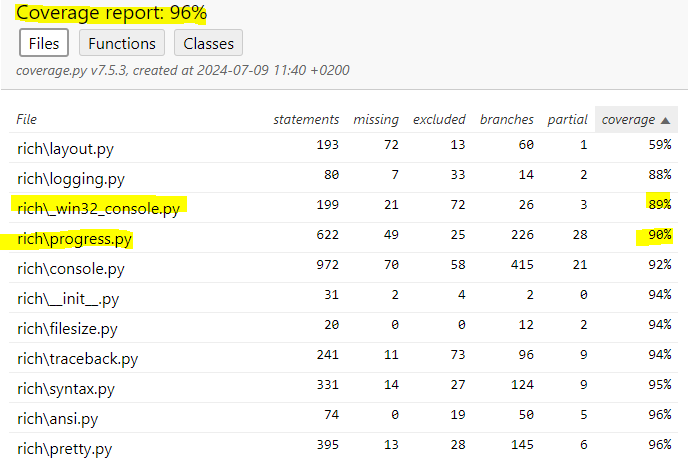 Coverage report: 96%
Files Functions Classes
coverage.py v7.5.3, created at 2024-07-09 11:40 +0200
File statements missing excluded branches partial coverage ▲
rich\layout.py 193 72 13 60 1 59%
rich\logging.py 80 7 33 14 2 88%
rich\_win32_console.py 199 21 72 26 3 89%
rich\progress.py 622 49 25 226 28 90%
rich\console.py 972 70 58 415 21 92%
rich\__init__.py 31 2 4 2 0 94%
rich\filesize.py 20 0 0 12 2 94%
rich\traceback.py 241 11 73 96 9 94%
rich\syntax.py 331 14 27 124 9 95%
rich\ansi.py 74 0 19 50 5 96%
rich\pretty.py 395 13 28 145 6 96%